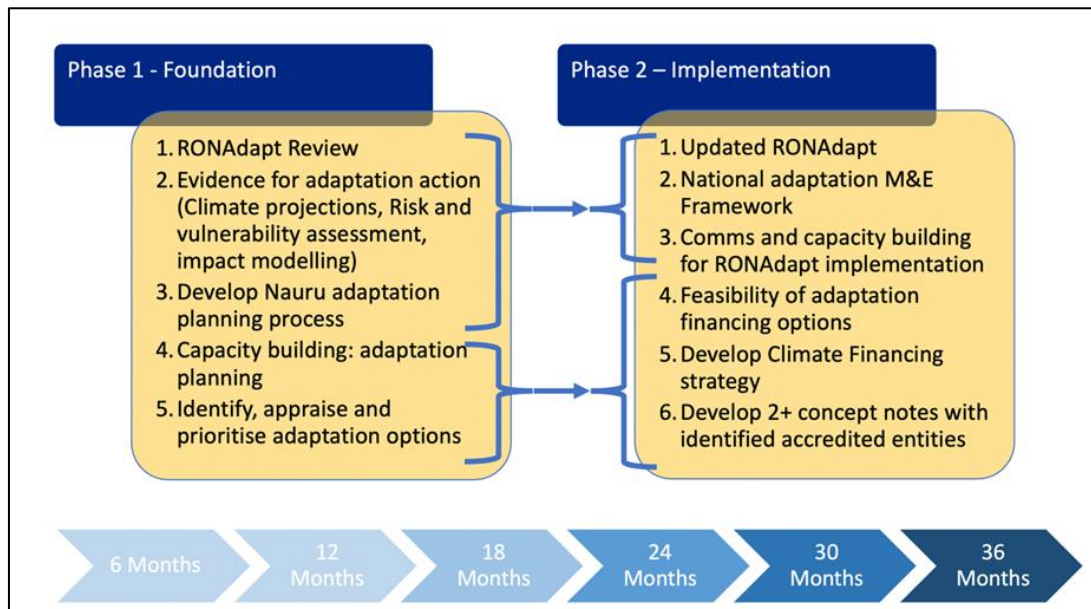 Phase 1 - Foundation
1. RONAdapt Review
2. Evidence for adaptation action
(Climate projections, Risk and
vulnerability assessment,
impact modelling)
3. Develop Nauru adaptation
planning process
4. Capacity building: adaptation
planning
5. Identify, appraise and
prioritise adaptation options
Phase 2 – Implementation
1. Updated RONAdapt
2. National adaptation M&E
Framework
3. Comms and capacity building
for RONAdapt implementation
4. Feasibility of adaptation
financing options
5. Develop Climate Financing
strategy
6. Develop 2+ concept notes with
identified accredited entities
6 Months
12
Months
18
Months
24
Months
30
Months
36
Months